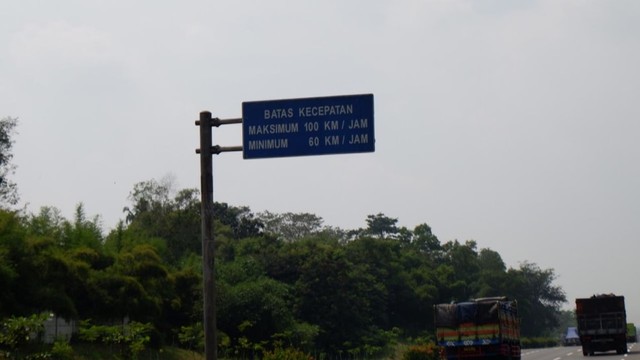 BATAS KECEPATAN
MAKSIMUM 100 KM / JAM
MINIMUM 60 KM / JAM